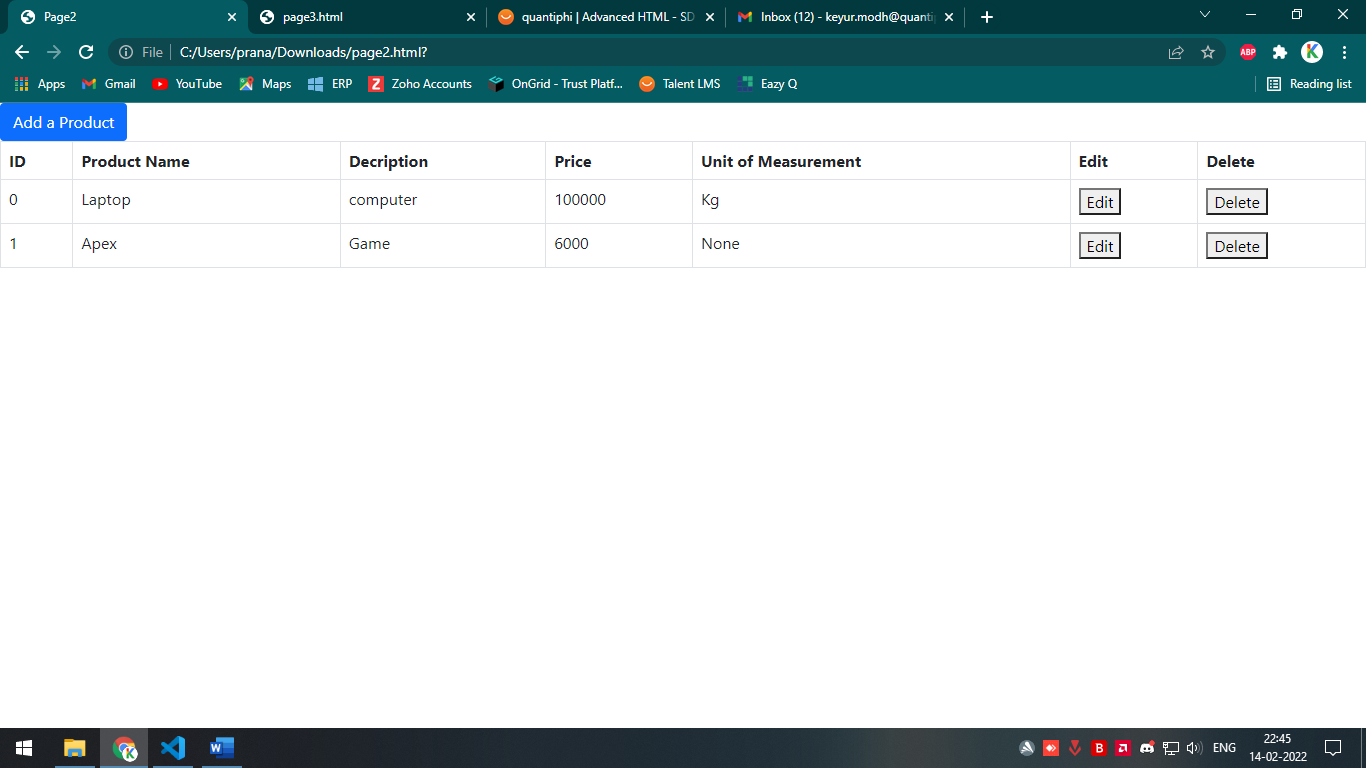 Page2
page3.html
quantiphi | Advanced HTML - SD
Inbox (12) - keyur.modh@quanti
File
C:/Users/prana/Downloads/page2.html?
ABP
K
Apps
Gmail
YouTube
Maps
ERP
Zoho Accounts
OnGrid - Trust Platf...
Talent LMS
Eazy Q
Reading list
Add a Product
ID Product Name Decription Price Unit of Measurement Edit Delete
0 Laptop computer 100000 Kg Edit Delete
1 Apex Game 6000 None Edit Delete
ENG
22:45
14-02-2022